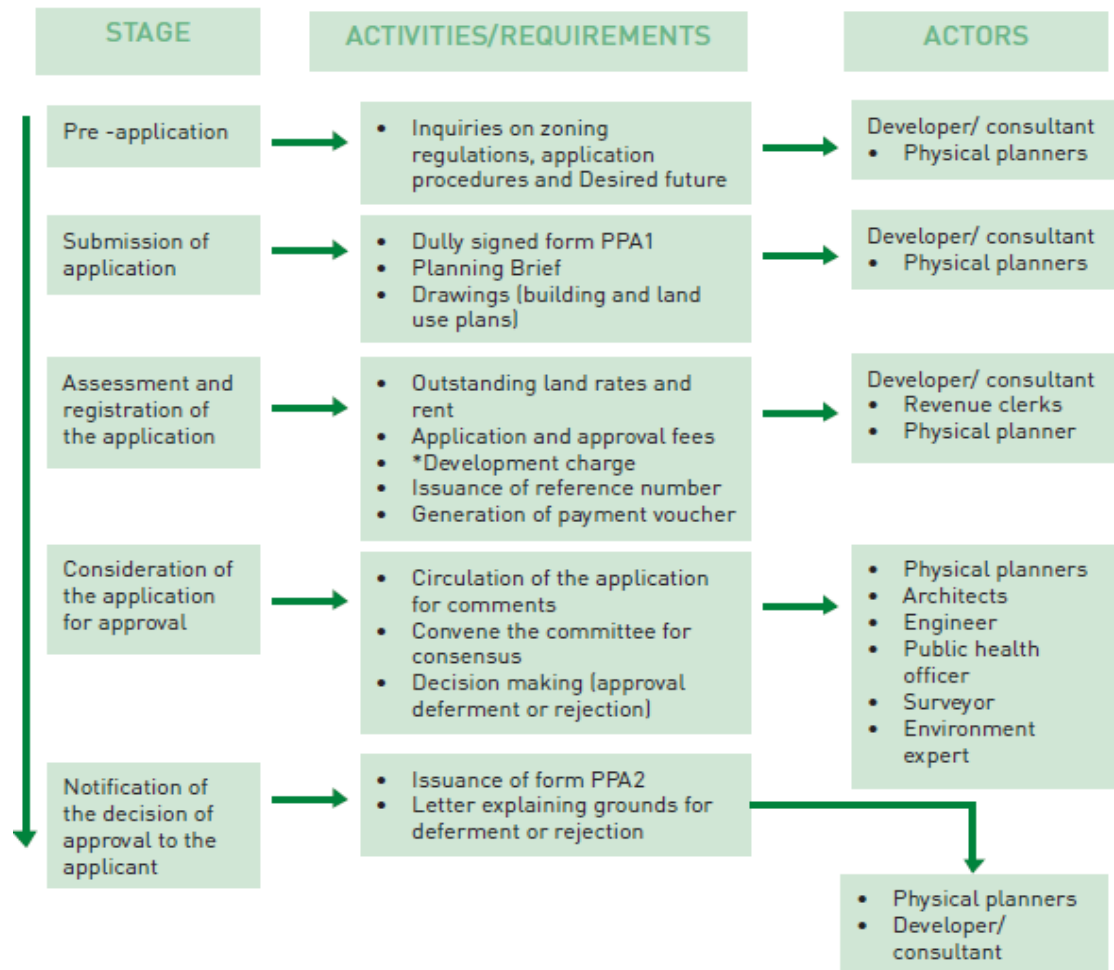 STAGE
ACTIVITIES/REQUIREMENTS
ACTORS
Pre -application
• Inquiries on zoning
regulations, application
procedures and Desired future
Developer/ consultant
• Physical planners
Submission of
application
• Dully signed form PPA1
• Planning Brief
• Drawings (building and land
use plans)
Developer/ consultant
• Physical planners
Assessment and
registration of
the application
• Outstanding land rates and
rent
• Application and approval fees
• *Development charge
• Issuance of reference number
• Generation of payment voucher
Developer/ consultant
• Revenue clerks
• Physical planner
Consideration of
the application
for approval
• Circulation of the application
for comments
• Convene the committee for
consensus
• Decision making (approval
deferment or rejection)
• Physical planners
• Architects
• Engineer
• Public health
officer
• Surveyor
• Environment
expert
Notification of
the decision of
approval to the
applicant
• Issuance of form PPA2
• Letter explaining grounds for
deferment or rejection
• Physical planners
• Developer/
consultant